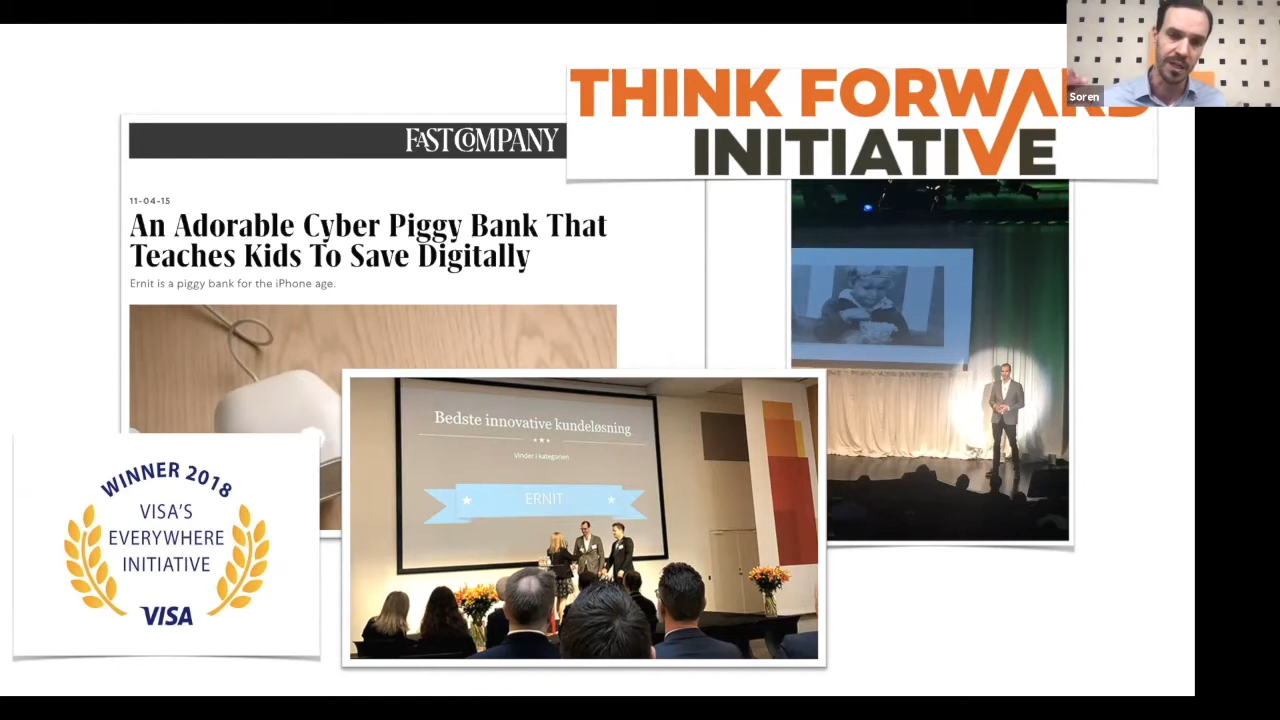 THINK FORWARD
INITIATIVE
Soren
FAST COMPANY
11-04-15
An Adorable Cyber Piggy Bank That
Teaches Kids To Save Digitally
Ernit is a piggy bank for the iPhone age.
Bedste innovative kundeløsning
Vinder i kategorien
ERNIT
WINNER 2018
VISA'S
EVERYWHERE
INITIATIVE
VISA